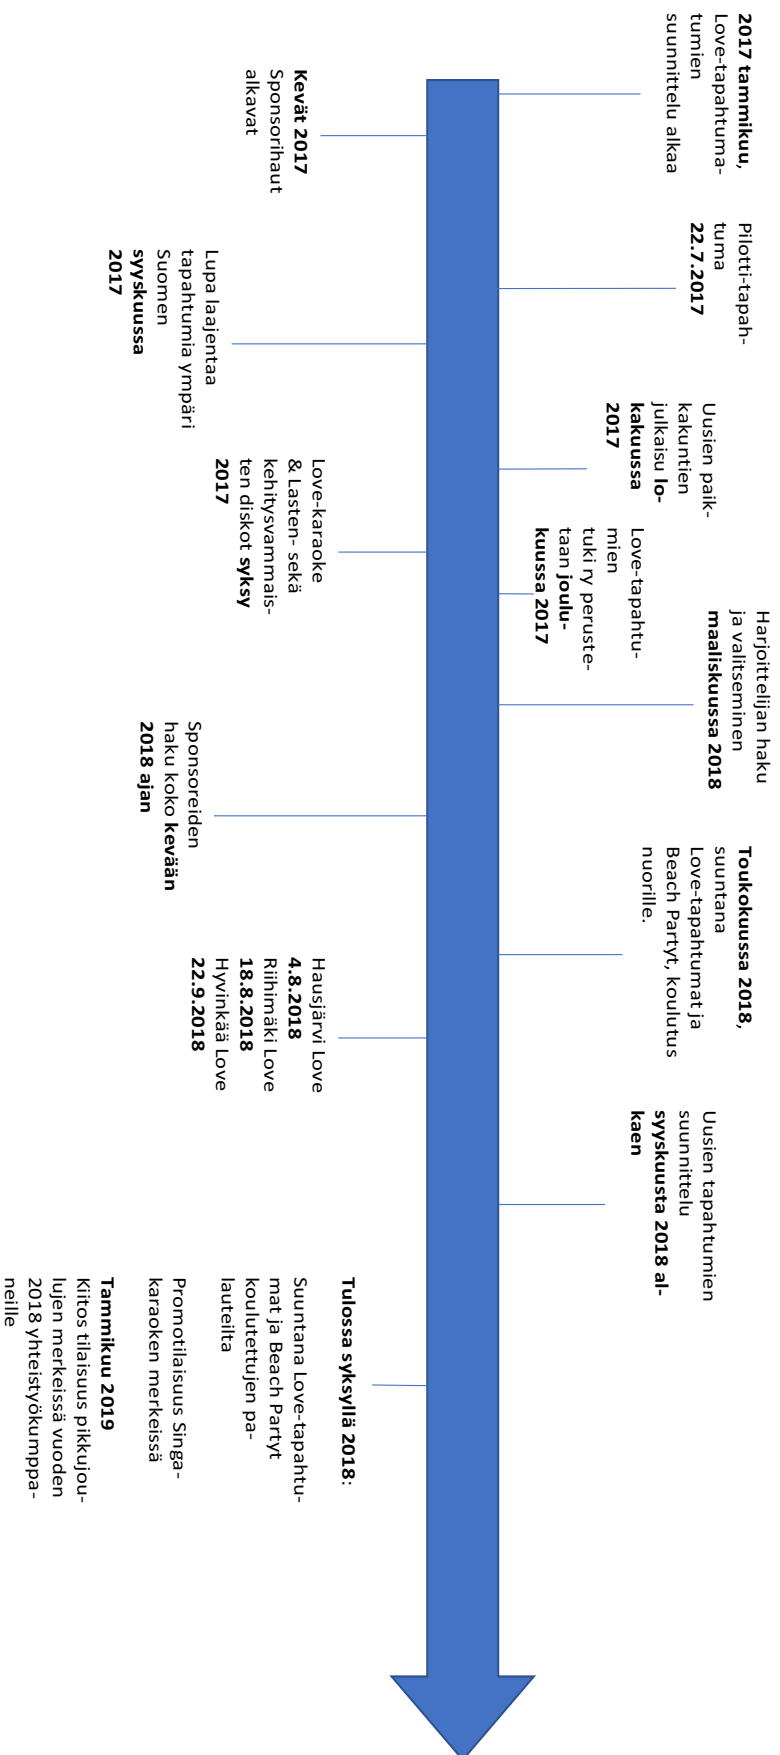 2017 tammikuu,
Love-tapahtuma-
tumien
suunnittelu alkaa
Kevät 2017
Sponsorihaut
alkavat
Pilotti-tapah-
tuma
22.7.2017
Lupa laajentaa
tapahtumia ympäri
Suomen
syyskuussa
2017
Uusien paik-
kakuntien
julkaisu lo-
kakuussa
2017
Love-karaoke
& Lasten- sekä
kehitysvammais-
ten diskot syksy
2017
Love-tapahtu-
mien
tuki ry peruste-
taan joulu-
kuussa 2017
Harjoittelijan haku
ja valitseminen
maaliskuussa 2018
Sponsoreiden
haku koko kevään
2018 ajan
Toukokuussa 2018,
suuntana
Love-tapahtumat ja
Beach Partyt, koulutus
nuorille.
Hausjärvi Love
4.8.2018
Riihimäki Love
18.8.2018
Hyvinkää Love
22.9.2018
Uusien tapahtumien
suunnittelu
syyskuusta 2018 al-
kaen
Tulossa syksyllä 2018:
Suuntana Love-tapahtu-
mat ja Beach Partyt
koulutettujen pa-
lauteilta
Promotilaisuus Singa-
karaoken merkeissä
Tammikuu 2019
Kiitos tilaisuus pikkujou-
lujen merkeissä vuoden
2018 yhteistyökumppa-
neille